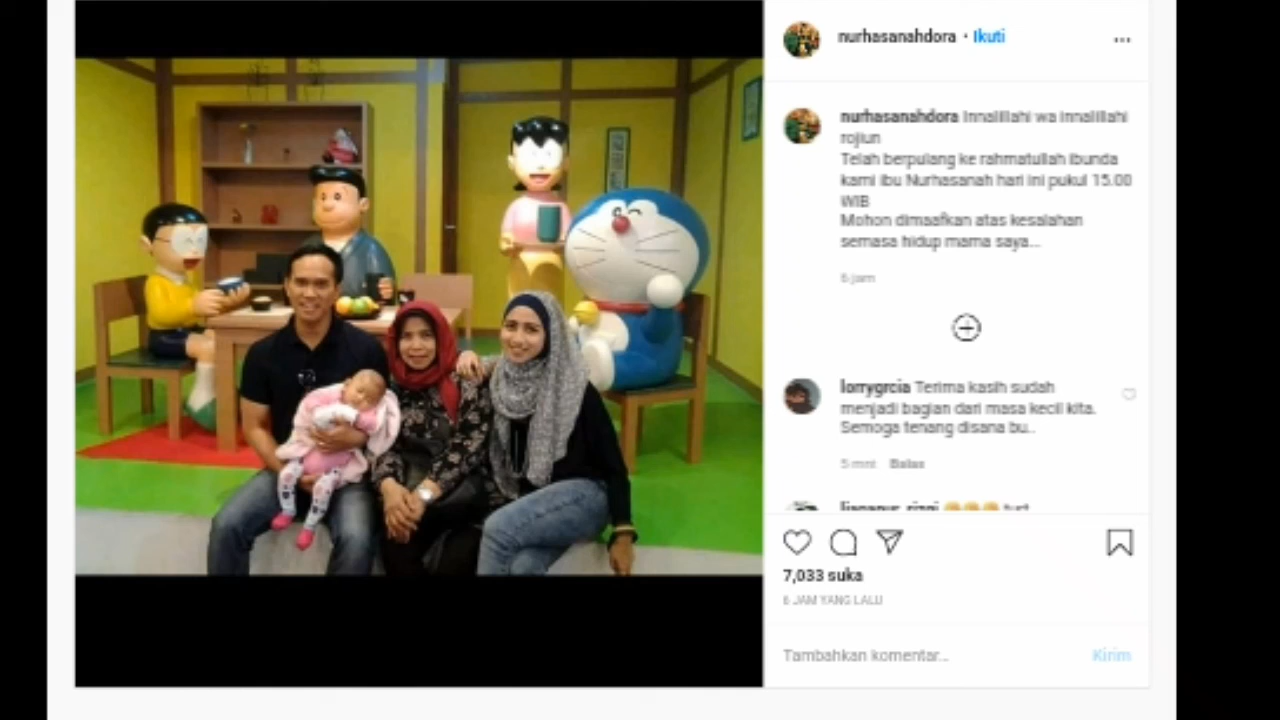 nurhasanahdora • Ikuti
nurhasanahdora Innalillahi wa innalillahi
rojiun
Telah berpulang ke rahmatullah ibunda
kami Ibu Nurhasanah hari ini pukul 15.00
WIB
Mohon dimaafkan atas kesalahan
semasa hidup mama saya...
6 jam
lorrygrcia Terima kasih sudah
menjadi bagian dari masa kecil kita.
Semoga tenang disana bu..
5 mnt Balas
7,033 suka
6 JAM YANG LALU
Tambahkan komentar...
Kirim